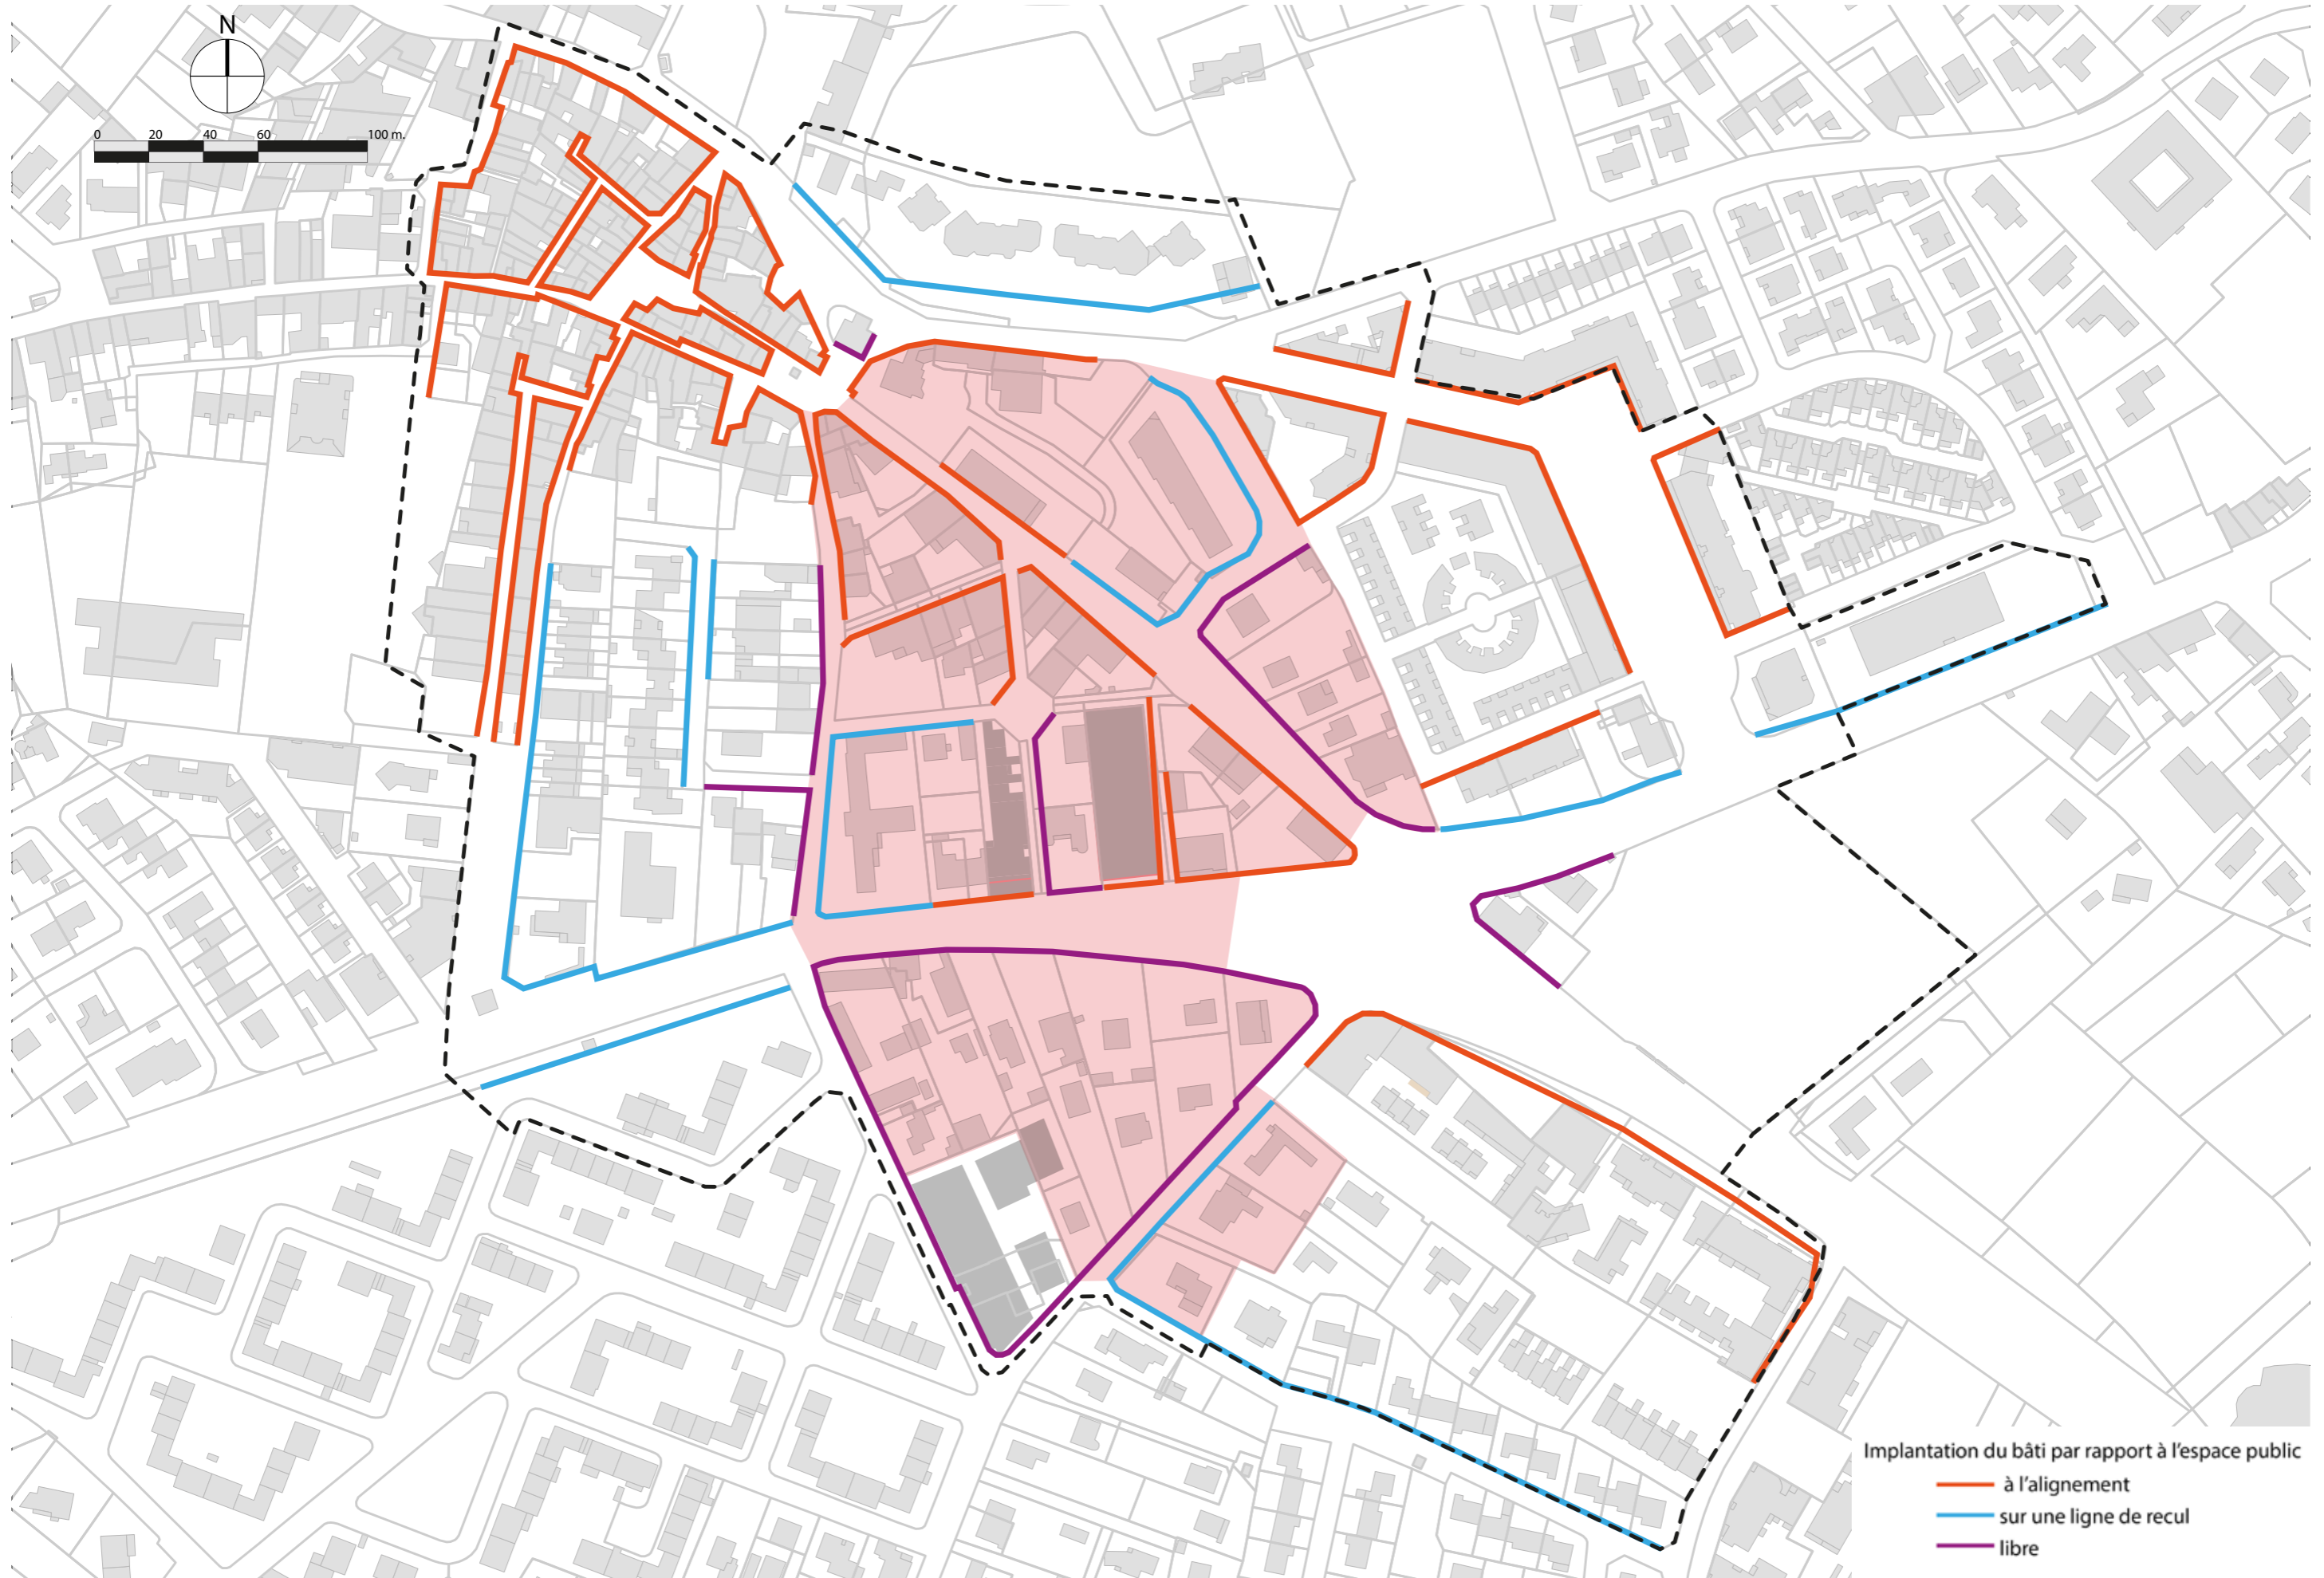 N
0 20 40 60 100 m.
Implantation du bâti par rapport à l'espace public
à l'alignement
sur une ligne de recul
libre